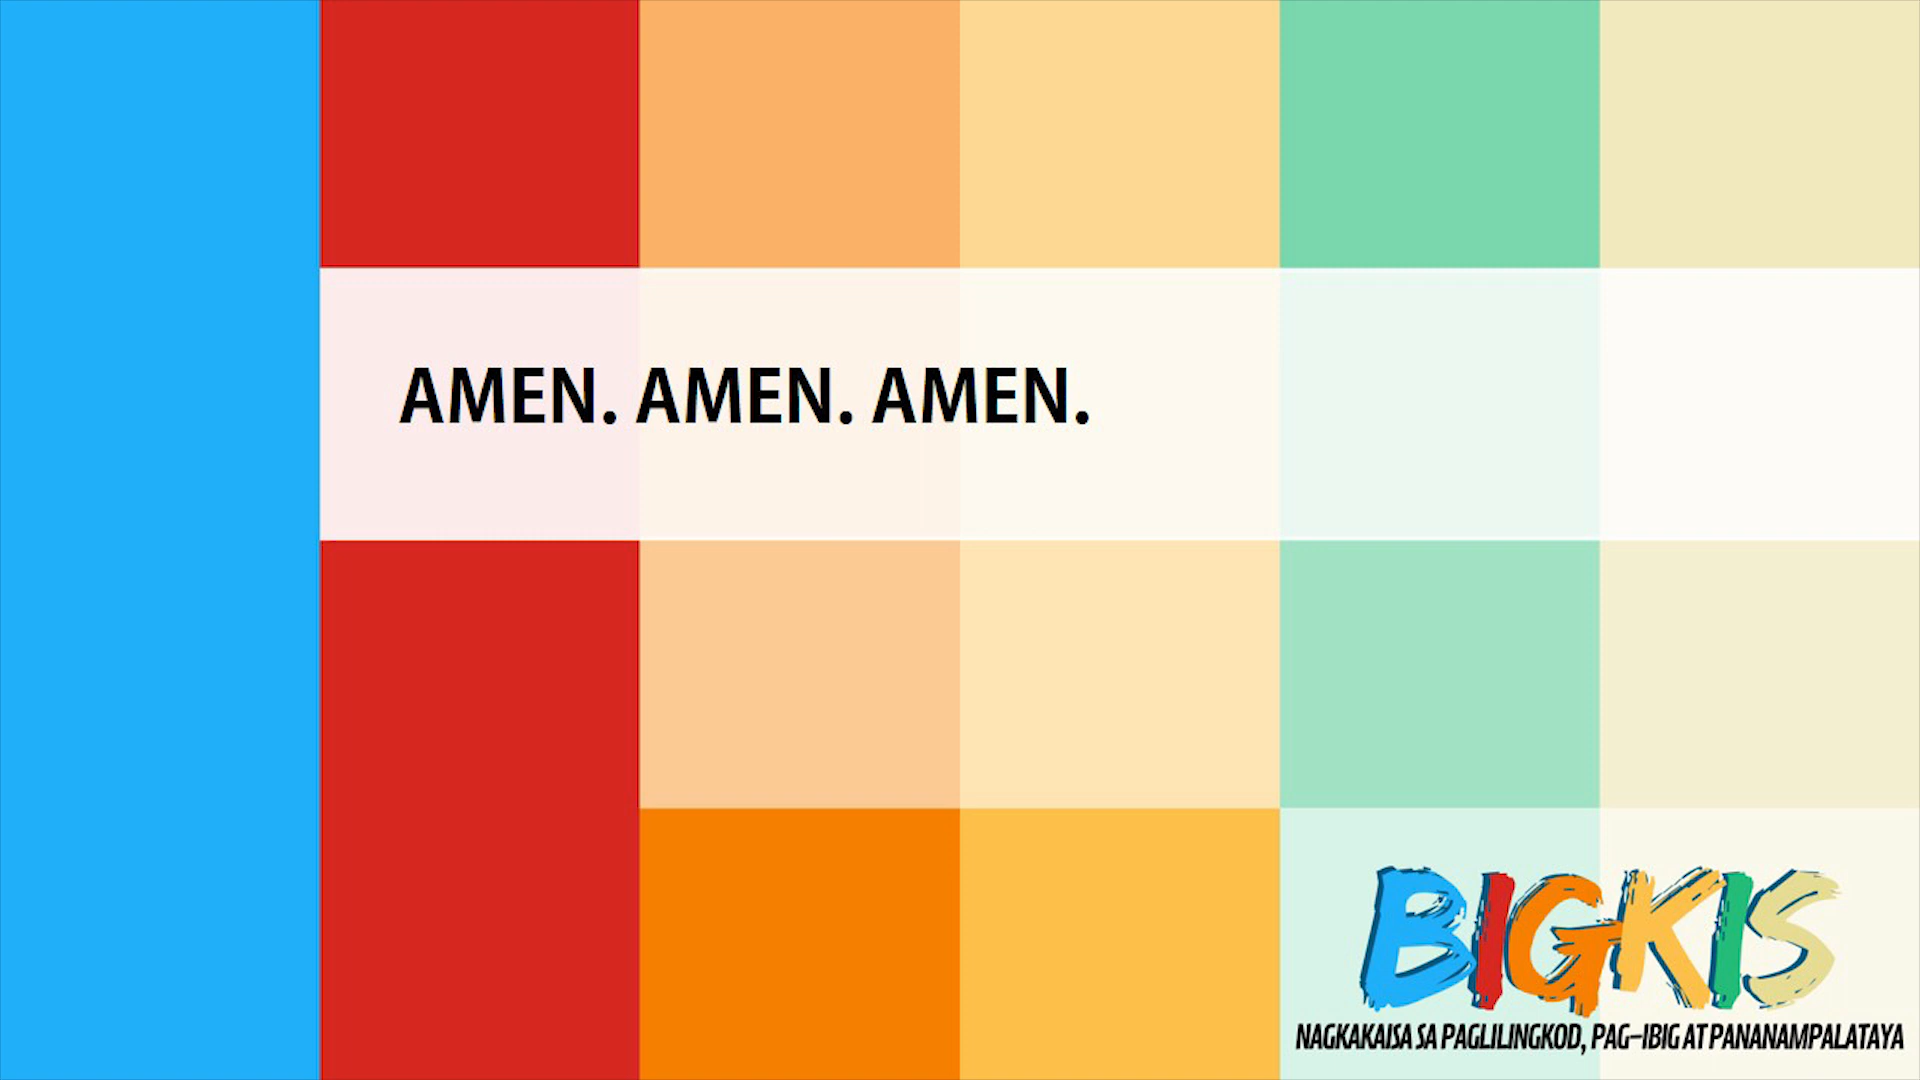 AMEN. AMEN. AMEN.
BIGKIS
NAGKAKAISA SA PAGLILINGKOD, PAG-IBIG AT PANANAMPALATAYA